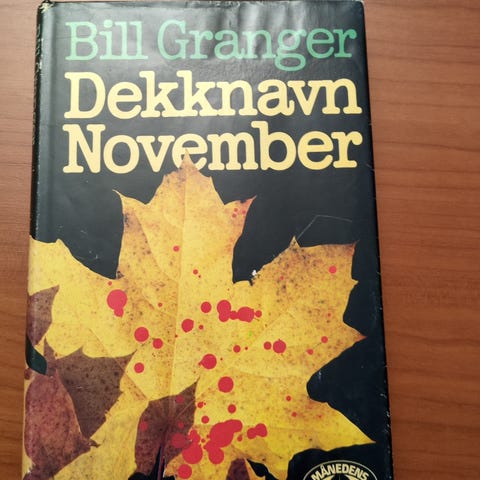 Bill Granger
Dekknavn
November
MÅNEDENS